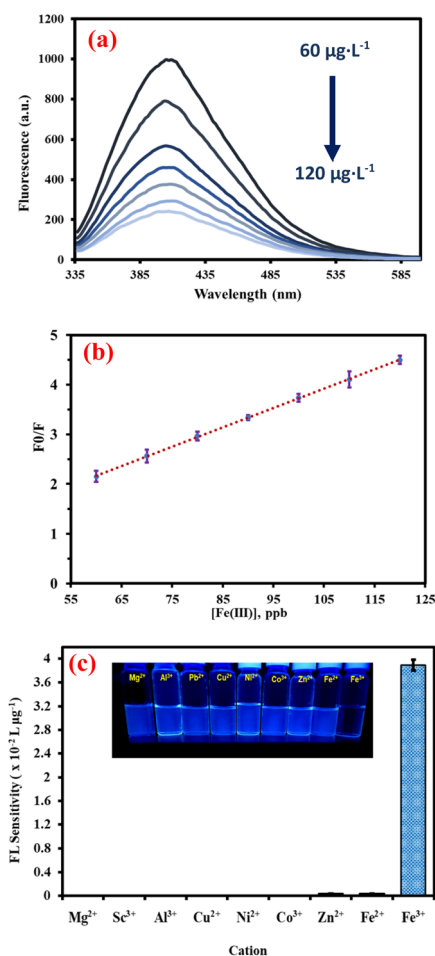 (a)
60 µg·L⁻¹
120 µg·L⁻¹
Fluorescence (a.u.)
1200
1000
800
600
400
200
0
335 385 435 485 535 585
Wavelength (nm)
(b)
F0/F
5
4
3
2
1
0
55 65 75 85 95 105 115 125
[Fe(III)], ppb
(c)
FL Sensitivity ( x 10⁻² L µg⁻¹)
4
3.6
3.2
2.8
2.4
2
1.6
1.2
0.8
0.4
0
Mg²⁺ Al³⁺ Pb²⁺ Cu²⁺ Ni²⁺ Co³⁺ Zn²⁺ Fe²⁺ Fe³⁺
Mg²⁺ Sc³⁺ Al³⁺ Cu²⁺ Ni²⁺ Co³⁺ Zn²⁺ Fe²⁺ Fe³⁺
Cation